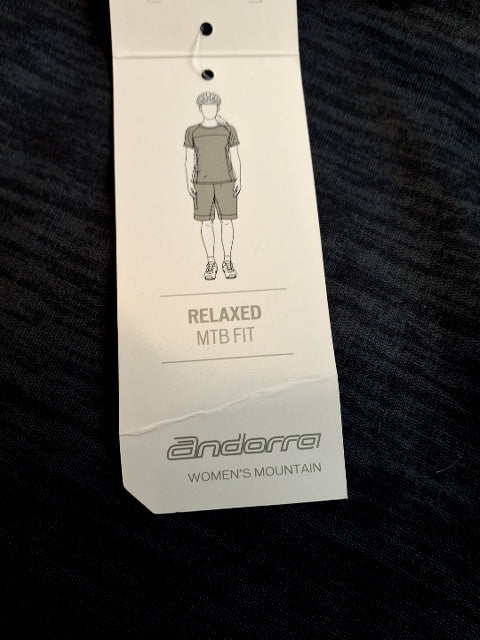 RELAXED
MTB FIT
andorra
WOMEN'S MOUNTAIN